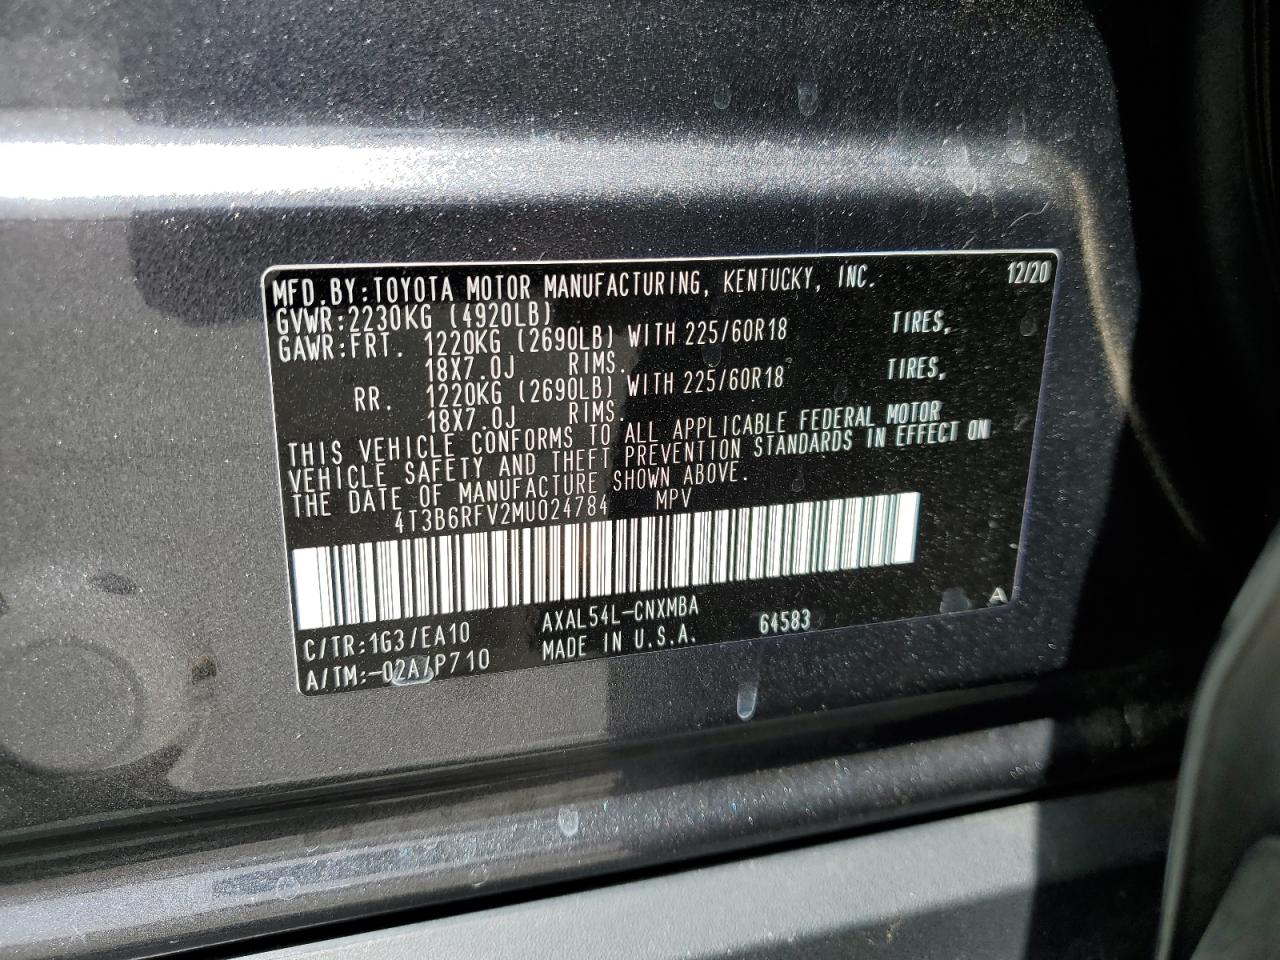 MFD. BY: TOYOTA MOTOR MANUFACTURING, KENTUCKY, INC. 12/20
GVWR: 2230KG (4920LB)
GAWR: FRT. 1220KG (2690LB) WITH 225/60R18 TIRES,
18X7.0J RIMS.
RR. 1220KG (2690LB) WITH 225/60R18 TIRES,
18X7.0J RIMS.
THIS VEHICLE CONFORMS TO ALL APPLICABLE FEDERAL MOTOR
VEHICLE SAFETY AND THEFT PREVENTION STANDARDS IN EFFECT ON
THE DATE OF MANUFACTURE SHOWN ABOVE.
4T3B6RFV2MU024784 MPV
A
C/TR: 1G3/EA10 AXAL54L-CNXMBA 64583
A/TM: -02A/P710 MADE IN U.S.A.